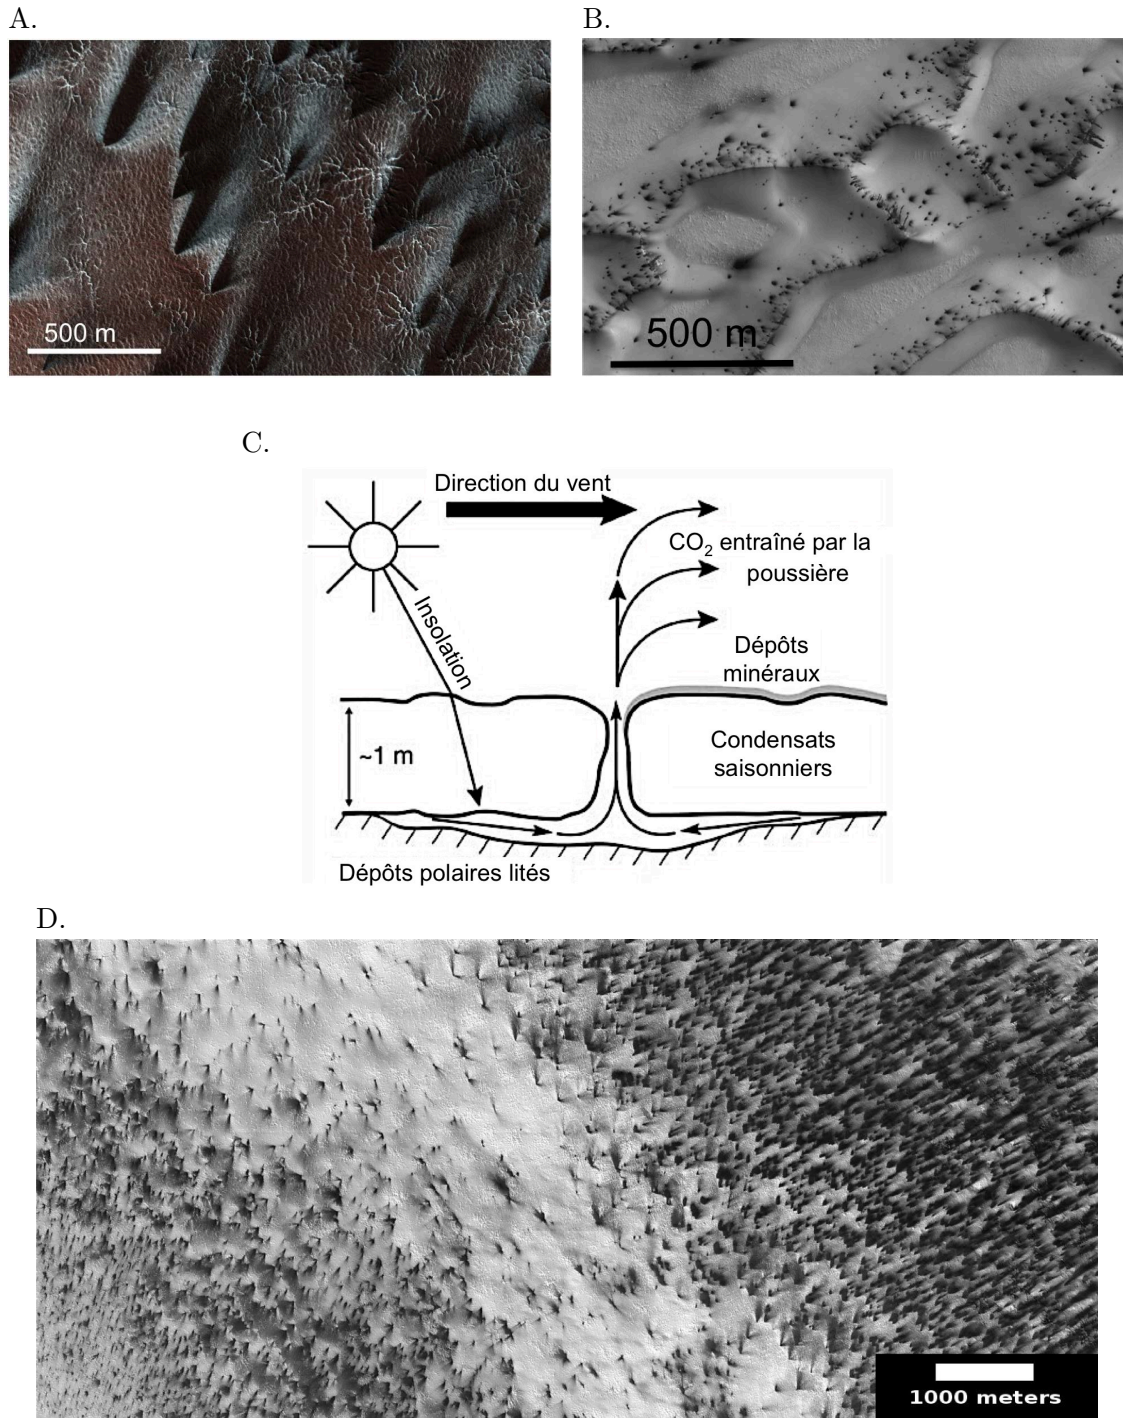 A.
B.
500 m
500 m
C.
Direction du vent
CO₂ entraîné par la
poussière
Insolation
Dépôts
minéraux
~1 m
Condensats
saisonniers
Dépôts polaires lités
D.
1000 meters